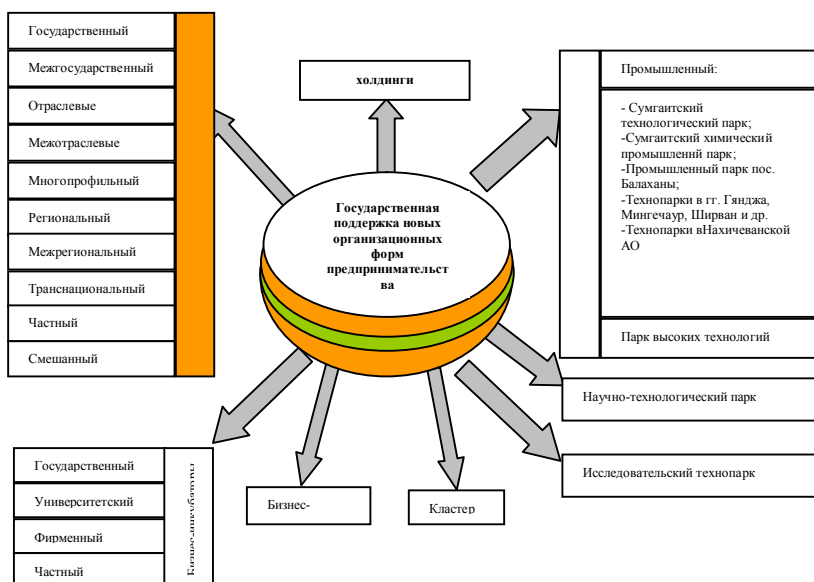 Государственный
Межгосударственный
Отраслевые
Межотраслевые
Многопрофильный
Региональный
Межрегиональный
Транснациональный
Частный
Смешанный
холдинги
Государственная
поддержка новых
организационных
форм
предпринимательст
ва
Промышленный:
- Сумгаитский
технологический парк;
-Сумгаитский химический
промышленнй парк;
-Промышленный парк пос.
Балаханы;
-Технопарки в гг. Гянджа,
Мингечаур, Ширван и др.
-Технопарки вНахичеванской
АО
Парк высоких технологий
Научно-технологический парк
Исследовательский технопарк
Кластер
Бизнес-
Государственный
Университетский
Фирменный
Частный
Бизнес-инкубаторы